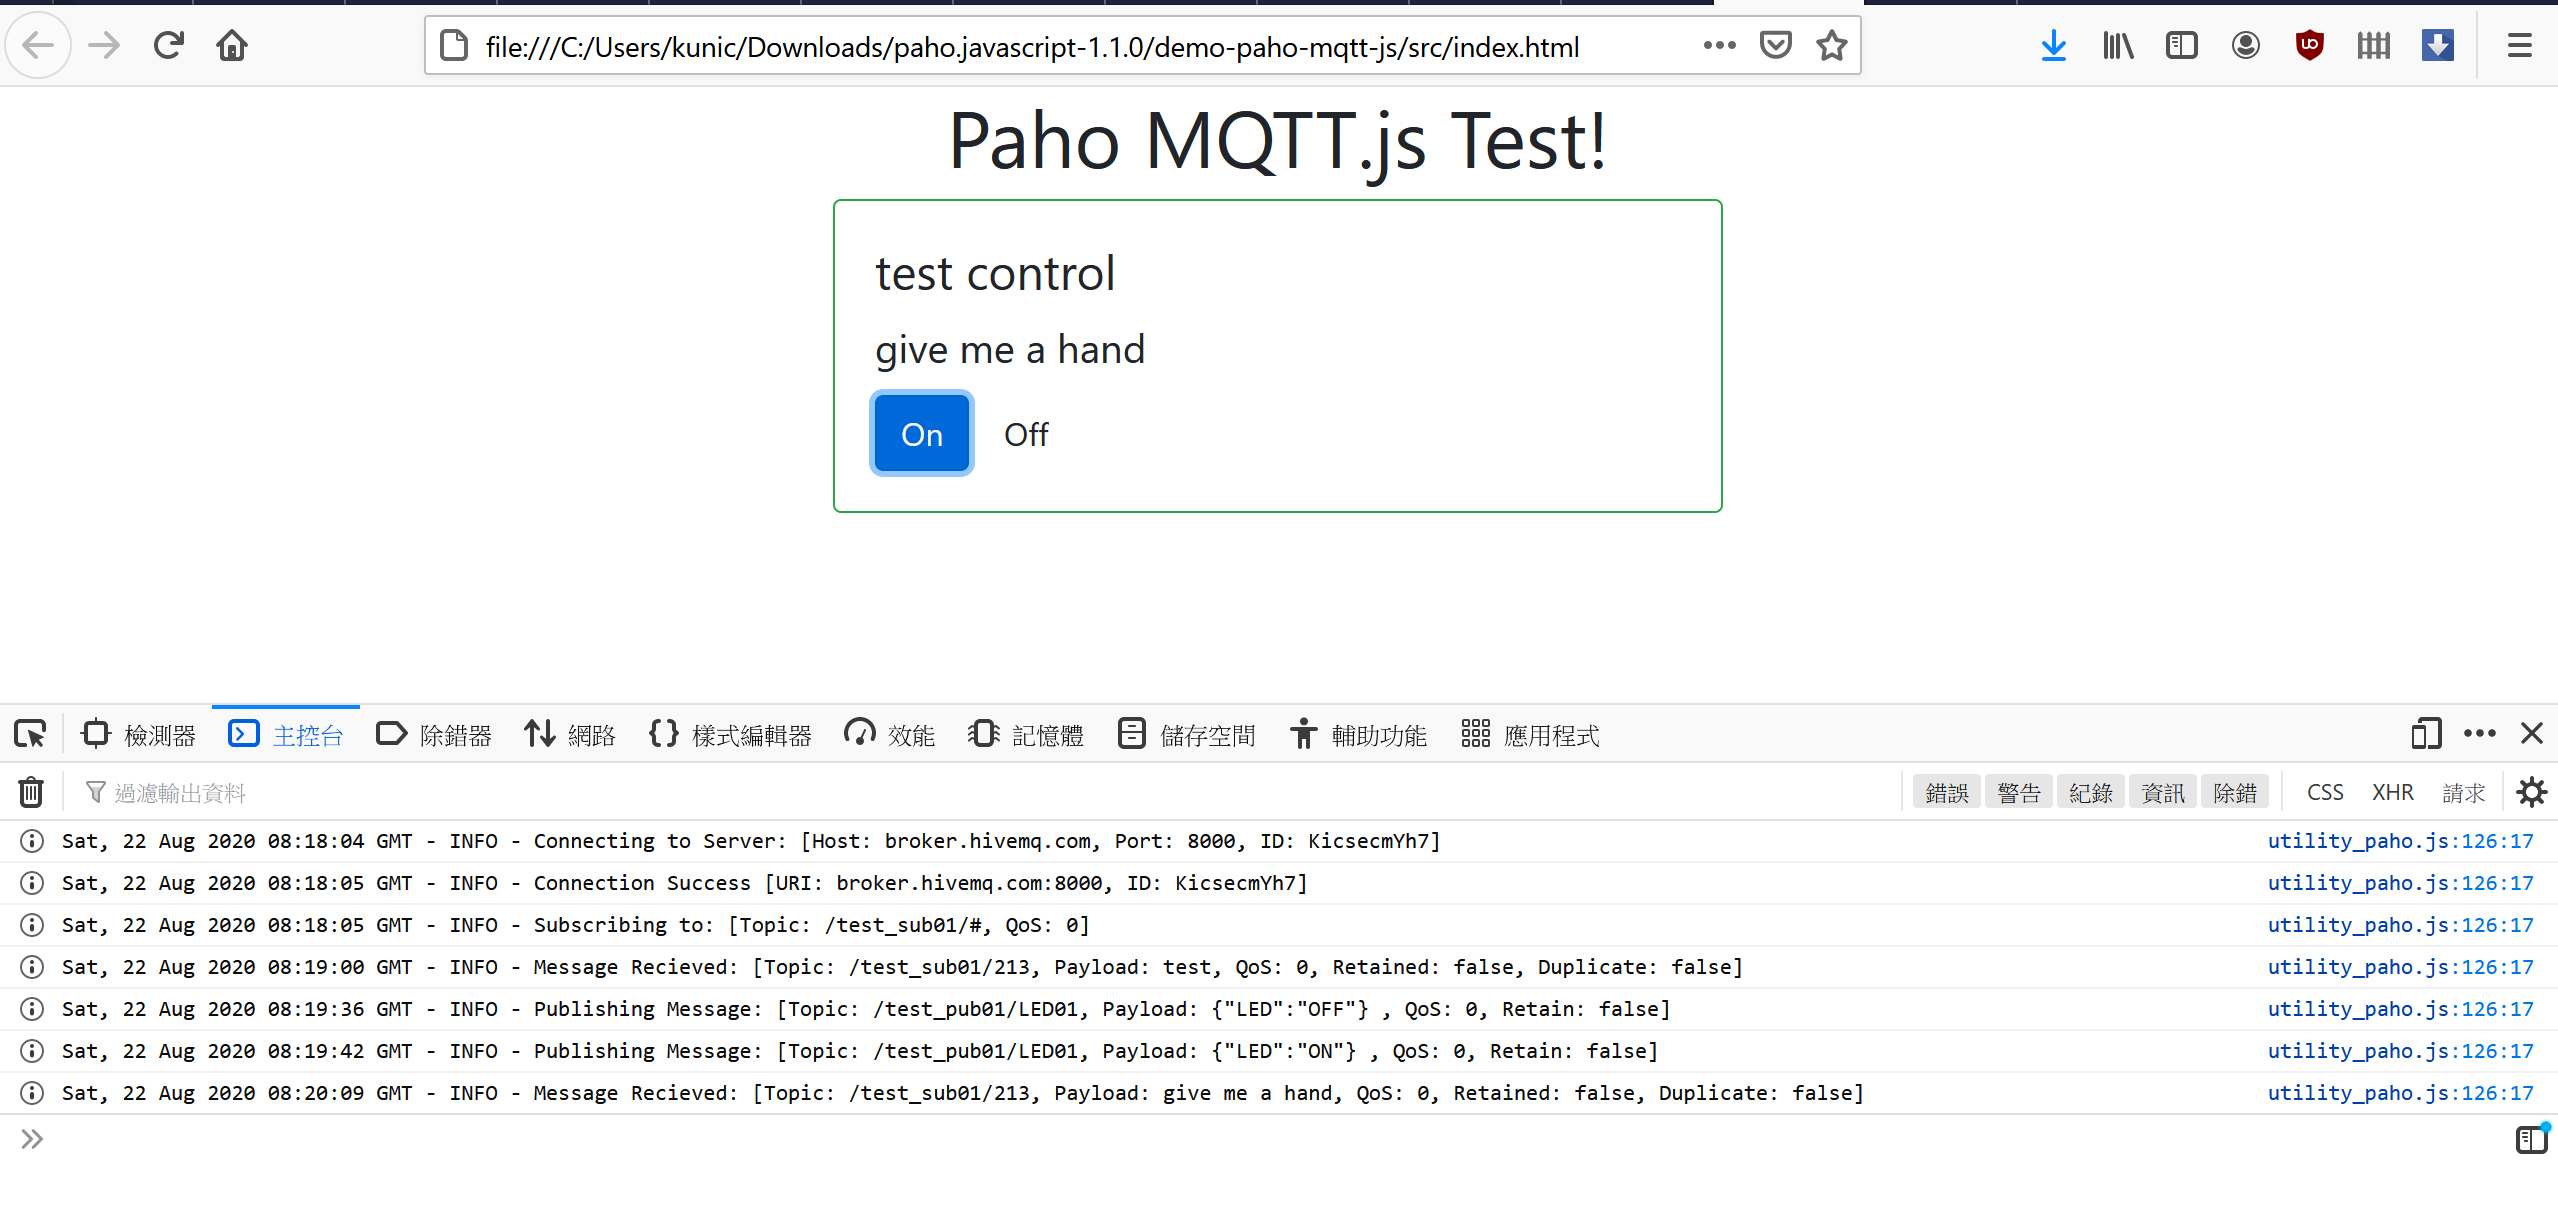 file:///C:/Users/kunic/Downloads/paho.javascript-1.1.0/demo-paho-mqtt-js/src/index.html
Paho MQTT.js Test!
test control
give me a hand
On Off
檢測器 主控台 除錯器 網路 樣式編輯器 效能 記憶體 儲存空間 輔助功能 應用程式
過濾輸出資料 錯誤 警告 紀錄 資訊 除錯 CSS XHR 請求
Sat, 22 Aug 2020 08:18:04 GMT - INFO - Connecting to Server: [Host: broker.hivemq.com, Port: 8000, ID: KicsecmYh7] utility_paho.js:126:17
Sat, 22 Aug 2020 08:18:05 GMT - INFO - Connection Success [URI: broker.hivemq.com:8000, ID: KicsecmYh7] utility_paho.js:126:17
Sat, 22 Aug 2020 08:18:05 GMT - INFO - Subscribing to: [Topic: /test_sub01/#, QoS: 0] utility_paho.js:126:17
Sat, 22 Aug 2020 08:19:00 GMT - INFO - Message Recieved: [Topic: /test_sub01/213, Payload: test, QoS: 0, Retained: false, Duplicate: false] utility_paho.js:126:17
Sat, 22 Aug 2020 08:19:36 GMT - INFO - Publishing Message: [Topic: /test_pub01/LED01, Payload: {"LED":"OFF"} , QoS: 0, Retain: false] utility_paho.js:126:17
Sat, 22 Aug 2020 08:19:42 GMT - INFO - Publishing Message: [Topic: /test_pub01/LED01, Payload: {"LED":"ON"} , QoS: 0, Retain: false] utility_paho.js:126:17
Sat, 22 Aug 2020 08:20:09 GMT - INFO - Message Recieved: [Topic: /test_sub01/213, Payload: give me a hand, QoS: 0, Retained: false, Duplicate: false] utility_paho.js:126:17